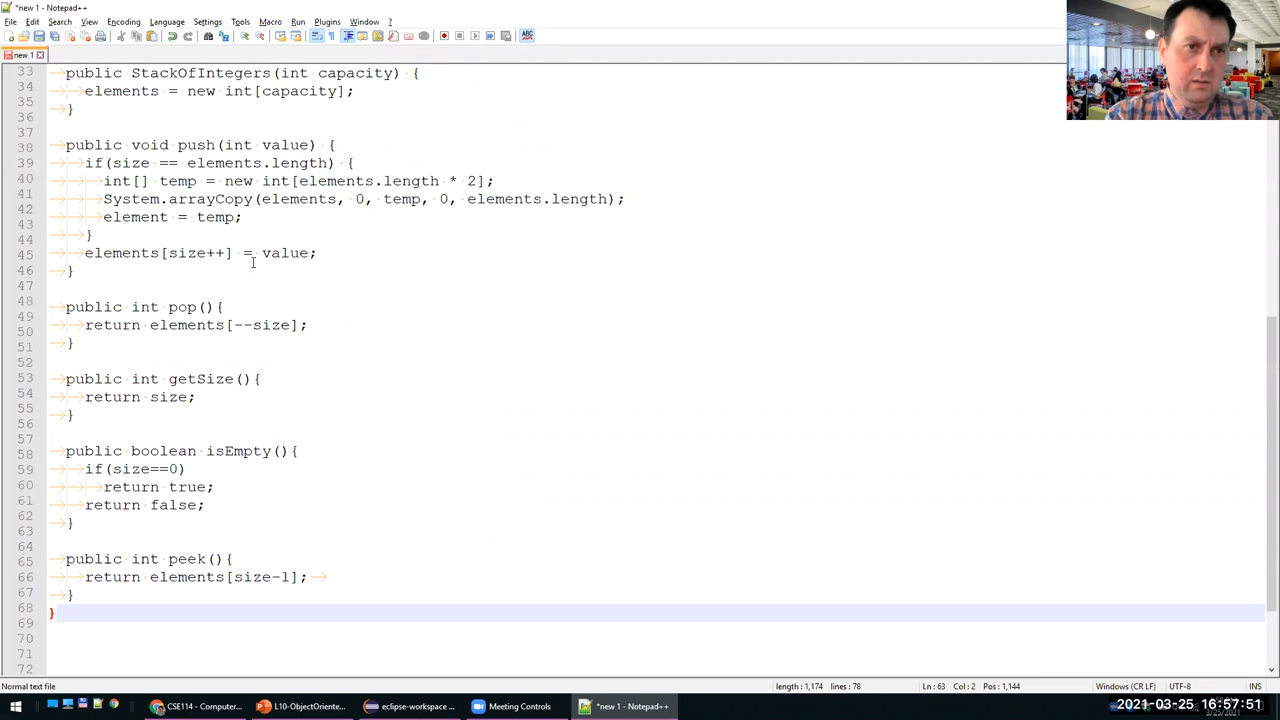 *new 1 - Notepad++
File Edit Search View Encoding Language Settings Tools Macro Run Plugins Window ?
new 1
33 public StackOfIntegers(int capacity) {
34 elements = new int[capacity];
35 }
36
37 public void push(int value) {
38 if(size == elements.length) {
39 int[] temp = new int[elements.length * 2];
40 System.arrayCopy(elements, 0, temp, 0, elements.length);
41 element = temp;
42 }
43 elements[size++] = value;
44 }
45
46 public int pop(){
47 return elements[--size];
48 }
49
50 public int getSize(){
51 return size;
52 }
53
54 public boolean isEmpty(){
55 if(size==0)
56 return true;
57 return false;
58 }
59
60 public int peek(){
61 return elements[size-1];
62 }
63 }
64
65
66
67
68
69
70
71
72
Normal text file
length : 1,174 lines : 78
Ln : 63 Col : 2 Pos : 1,144
Windows (CR LF)
UTF-8
INS
CSE114 - Computer...
L10-ObjectOriente...
eclipse-workspace ...
Meeting Controls
*new 1 - Notepad++
2021-03-25 16:57:51